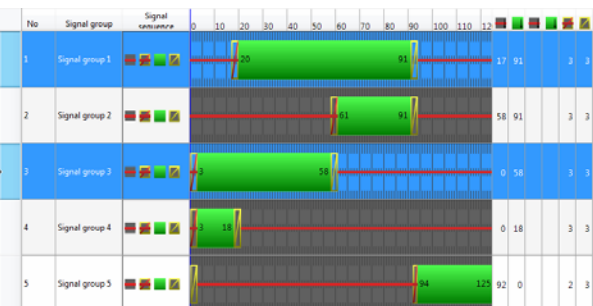 No Signal group Signal sequence 0 10 20 30 40 50 60 70 80 90 100 110 12
1 Signal group 1 20 91 17 91 3 3
2 Signal group 2 61 91 58 91 3 3
3 Signal group 3 3 58 0 58 3 3
4 Signal group 4 3 18 0 18 3 3
5 Signal group 5 94 125 92 0 2 3